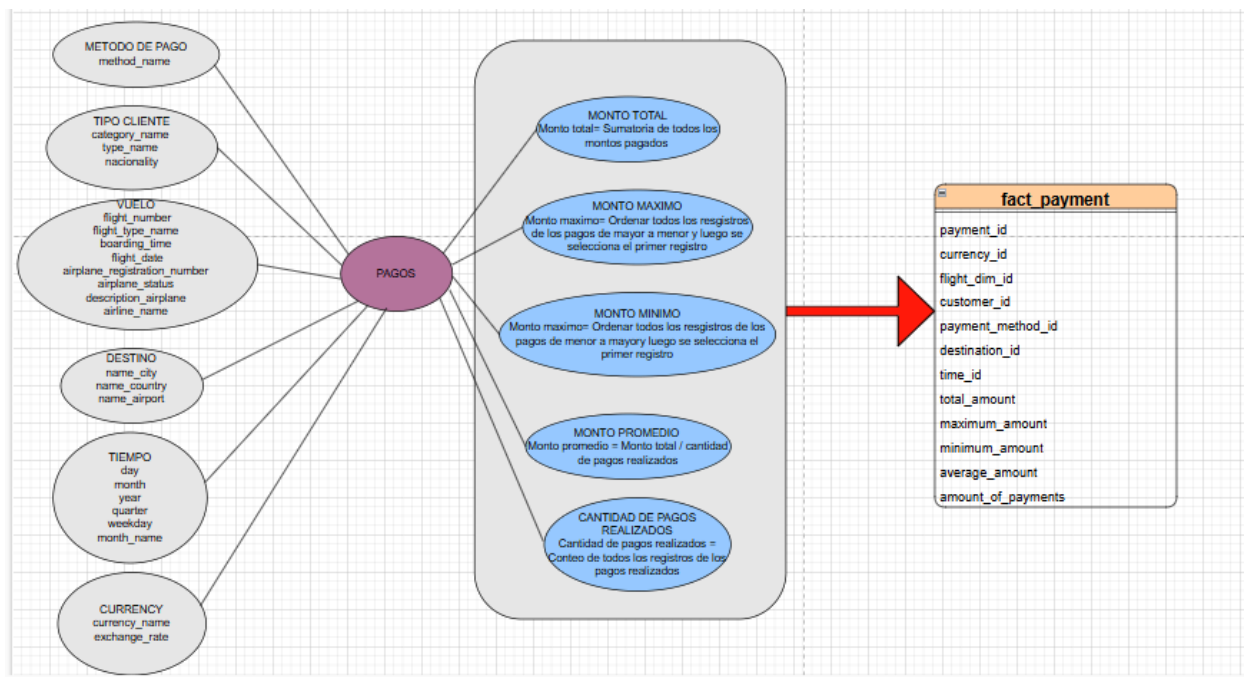 METODO DE PAGO
method_name
TIPO CLIENTE
category_name
type_name
nacionality
VUELO
flight_number
flight_type_name
boarding_time
flight_date
airplane_registration_number
airplane_status
description_airplane
airline_name
DESTINO
name_city
name_country
name_airport
TIEMPO
day
month
year
quarter
weekday
month_name
CURRENCY
currency_name
exchange_rate
PAGOS
MONTO TOTAL
Monto total= Sumatoria de todos los
montos pagados
MONTO MAXIMO
Monto maximo= Ordenar todos los resgistros
de los pagos de mayor a menor y luego se
selecciona el primer registro
MONTO MINIMO
Monto maximo= Ordenar todos los resgistros de los
pagos de menor a mayory luego se selecciona el
primer registro
MONTO PROMEDIO
Monto promedio = Monto total / cantidad
de pagos realizados
CANTIDAD DE PAGOS
REALIZADOS
Cantidad de pagos realizados =
Conteo de todos los registros de los
pagos realizados
fact_payment
payment_id
currency_id
flight_dim_id
customer_id
payment_method_id
destination_id
time_id
total_amount
maximum_amount
minimum_amount
average_amount
amount_of_payments